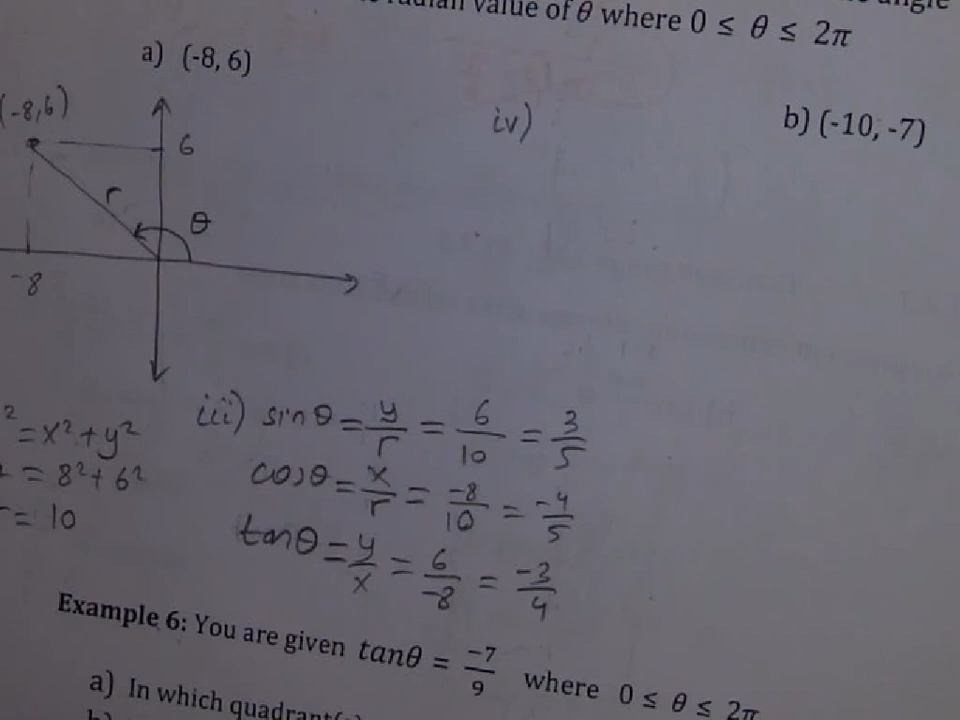 radian value of θ where 0 ≤ θ ≤ 2π
a) (-8, 6)
b) (-10, -7)
(-8,6)
iv)
6
r
θ
-8
² = x² + y²
= 8² + 6²
= 10
iii) sin θ = y/r = 6/10 = 3/5
cos θ = x/r = -8/10 = -4/5
tan θ = y/x = 6/-8 = -3/4
Example 6: You are given tanθ = -7/9 where 0 ≤ θ ≤ 2π
a) In which quadrant(s)